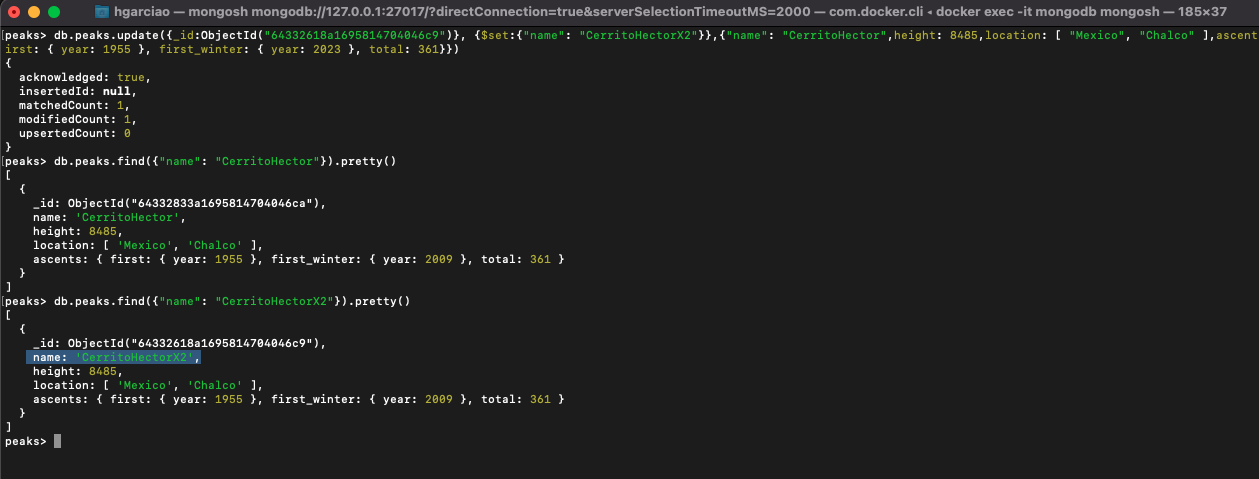 hgarciao — mongosh mongodb://127.0.0.1:27017/?directConnection=true&serverSelectionTimeoutMS=2000 — com.docker.cli ◂ docker exec -it mongodb mongosh — 185×37
[peaks> db.peaks.update({_id:ObjectId("64332618a1695814704046c9")}, {$set:{"name": "CerritoHectorX2"}},{"name": "CerritoHector",height: 8485,location: [ "Mexico", "Chalco" ],ascent
irst: { year: 1955 }, first_winter: { year: 2023 }, total: 361}})
{
  acknowledged: true,
  insertedId: null,
  matchedCount: 1,
  modifiedCount: 1,
  upsertedCount: 0
}
[peaks> db.peaks.find({"name": "CerritoHector"}).pretty()
[
  {
    _id: ObjectId("64332833a1695814704046ca"),
    name: 'CerritoHector',
    height: 8485,
    location: [ 'Mexico', 'Chalco' ],
    ascents: { first: { year: 1955 }, first_winter: { year: 2009 }, total: 361 }
  }
]
[peaks> db.peaks.find({"name": "CerritoHectorX2"}).pretty()
[
  {
    _id: ObjectId("64332618a1695814704046c9"),
    name: 'CerritoHectorX2',
    height: 8485,
    location: [ 'Mexico', 'Chalco' ],
    ascents: { first: { year: 1955 }, first_winter: { year: 2009 }, total: 361 }
  }
]
peaks>